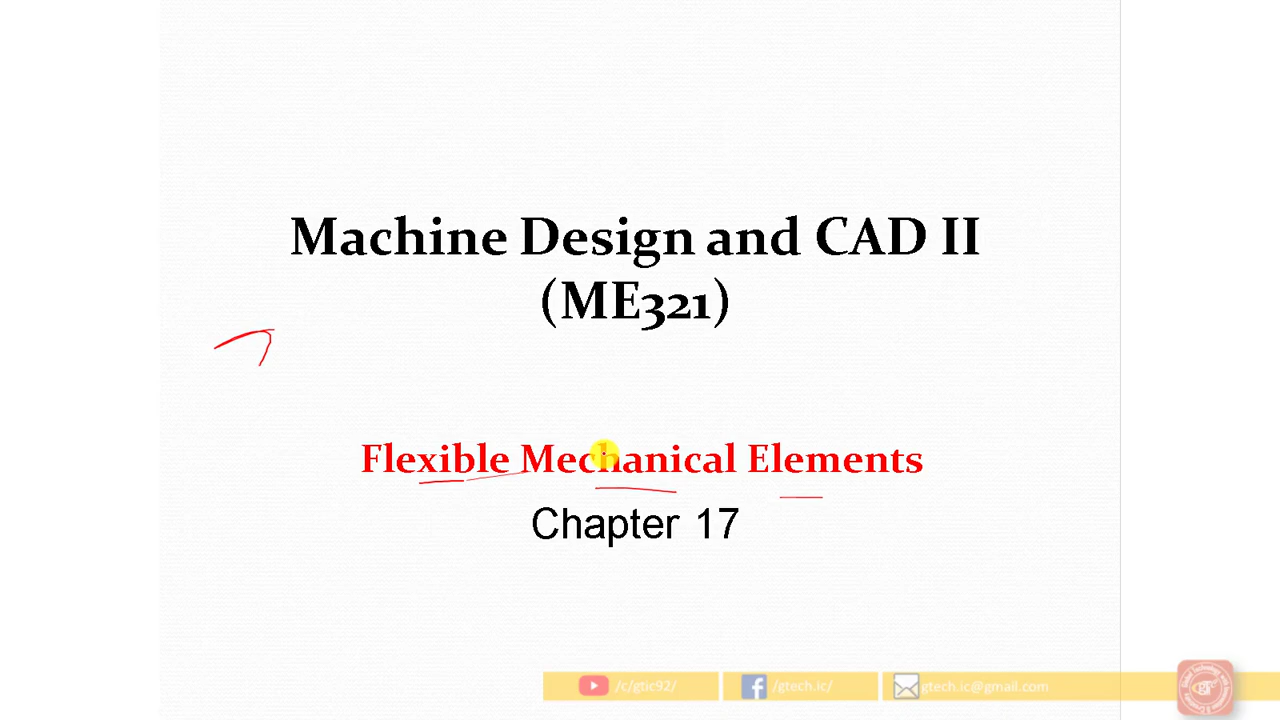 Machine Design and CAD II
(ME321)
Flexible Mechanical Elements
Chapter 17
/c/gtic92/
/gtech.ic/
gtech.ic@gmail.com